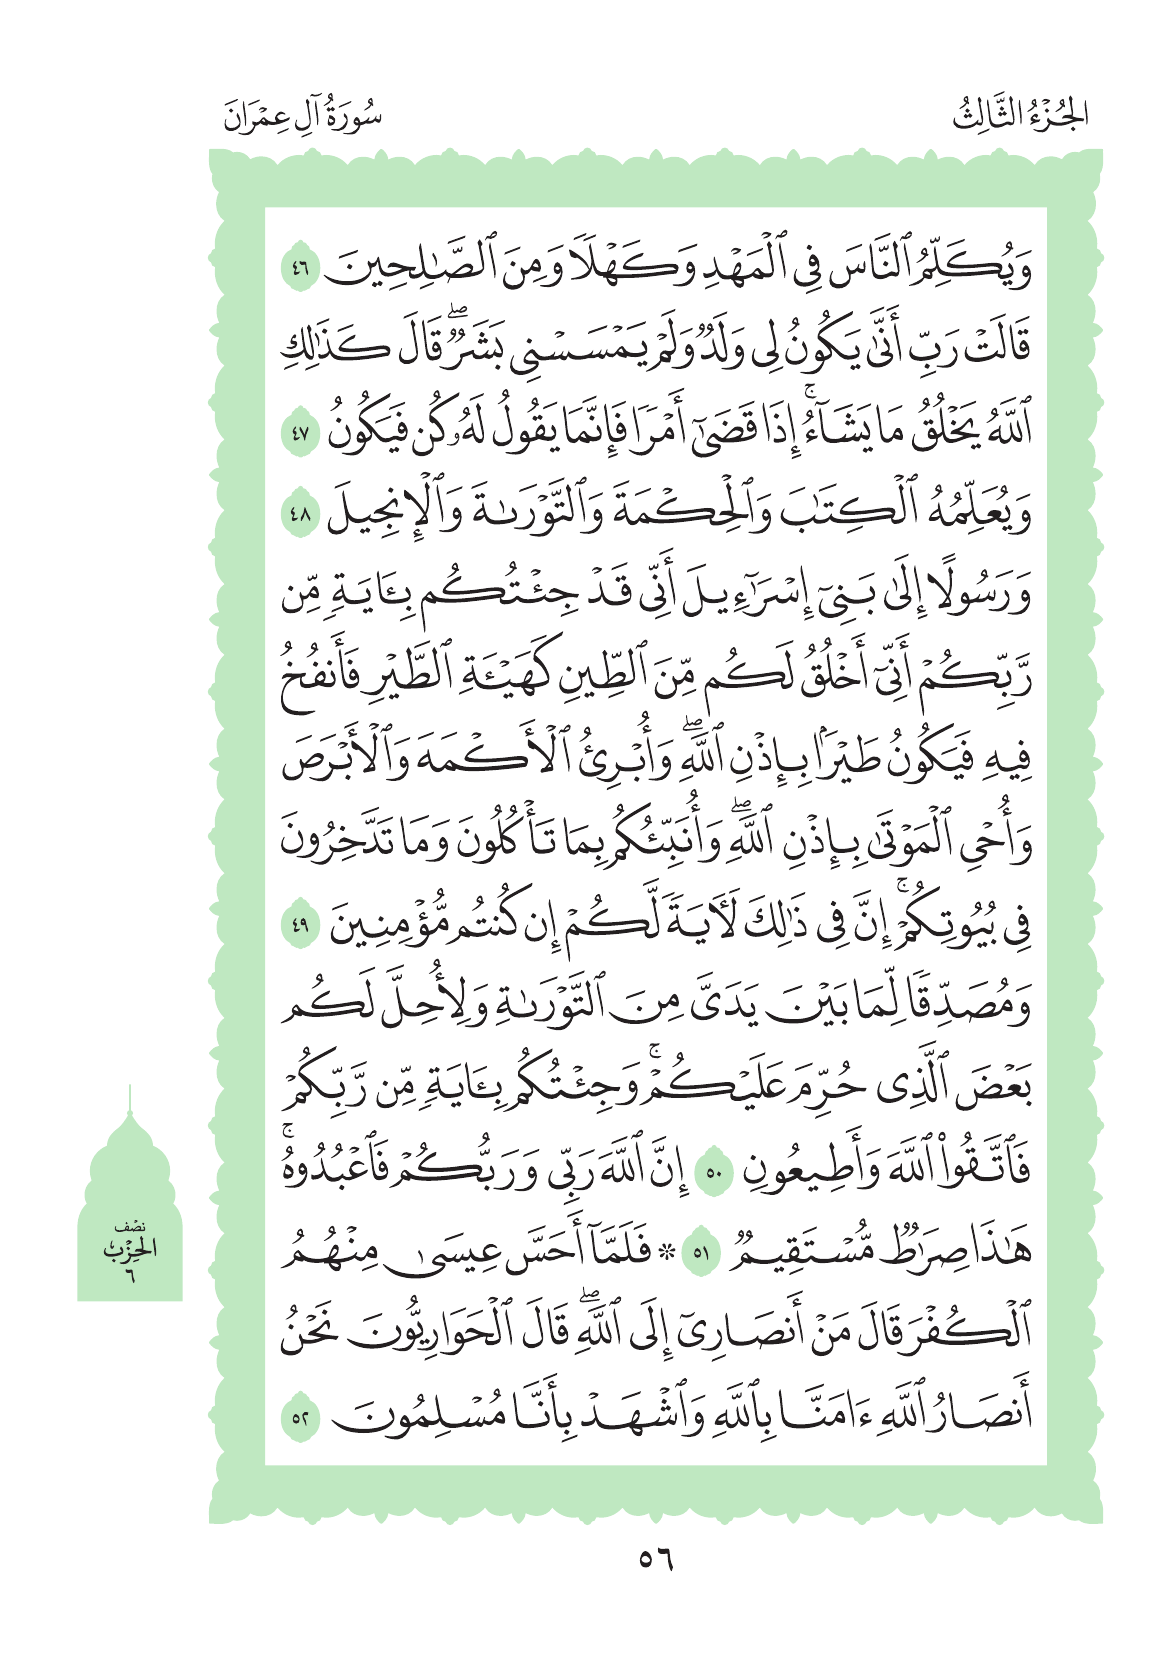 الجُزْءُ الثَّالِثُ
سُورَةُ آلِ عِمْرَانَ
وَيُكَلِّمُ ٱلنَّاسَ فِي ٱلْمَهْدِ وَكَهْلٗا وَمِنَ ٱلصَّٰلِحِينَ ٤٦
قَالَتْ رَبِّ أَنَّىٰ يَكُونُ لِي وَلَدٞ وَلَمْ يَمْسَسْنِي بَشَرٞۖ قَالَ كَذَٰلِكِ
ٱللَّهُ يَخْلُقُ مَا يَشَآءُۚ إِذَا قَضَىٰٓ أَمْرٗا فَإِنَّمَا يَقُولُ لَهُۥ كُن فَيَكُونُ ٤٧
وَيُعَلِّمُهُ ٱلْكِتَٰبَ وَٱلْحِكْمَةَ وَٱلتَّوْرَىٰةَ وَٱلْإِنجِيلَ ٤٨
وَرَسُولًا إِلَىٰ بَنِيٓ إِسْرَٰٓءِيلَ أَنِّي قَدْ جِئْتُكُم بِـَٔايَةٖ مِّن
رَّبِّكُمْ أَنِّيٓ أَخْلُقُ لَكُم مِّنَ ٱلطِّينِ كَهَيْـَٔةِ ٱلطَّيْرِ فَأَنفُخُ
فِيهِ فَيَكُونُ طَيْرَۢا بِإِذْنِ ٱللَّهِۖ وَأُبْرِئُ ٱلْأَكْمَهَ وَٱلْأَبْرَصَ
وَأُحْيِ ٱلْمَوْتَىٰ بِإِذْنِ ٱللَّهِۖ وَأُنَبِّئُكُم بِمَا تَأْكُلُونَ وَمَا تَدَّخِرُونَ
فِي بُيُوتِكُمْۚ إِنَّ فِي ذَٰلِكَ لَأٓيَةٗ لَّكُمْ إِن كُنتُم مُّؤْمِنِينَ ٤٩
وَمُصَدِّقٗا لِّمَا بَيْنَ يَدَيَّ مِنَ ٱلتَّوْرَىٰةِ وَلِأُحِلَّ لَكُم
بَعْضَ ٱلَّذِي حُرِّمَ عَلَيْكُمْۚ وَجِئْتُكُم بِـَٔايَةٖ مِّن رَّبِّكُمْ
فَٱتَّقُوا۟ ٱللَّهَ وَأَطِيعُونِ ٥٠ إِنَّ ٱللَّهَ رَبِّي وَرَبُّكُمْ فَٱعْبُدُوهُۚ
هَٰذَا صِرَٰطٞ مُّسْتَقِيمٞ ٥١ ۞ فَلَمَّآ أَحَسَّ عِيسَىٰ مِنْهُمُ
ٱلْكُفْرَ قَالَ مَنْ أَنصَارِيٓ إِلَى ٱللَّهِۖ قَالَ ٱلْحَوَارِيُّونَ نَحْنُ
أَنصَارُ ٱللَّهِ ءَامَنَّا بِٱللَّهِ وَٱشْهَدْ بِأَنَّا مُسْلِمُونَ ٥٢
نصْف
الحِزْب
٦
٥٦